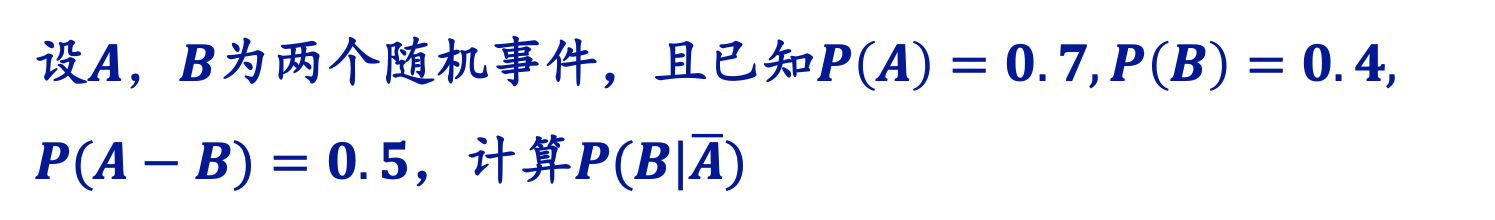 设A，B为两个随机事件，且已知P(A) = 0.7,P(B) = 0.4,
P(A − B) = 0.5，计算P(B|A̅)